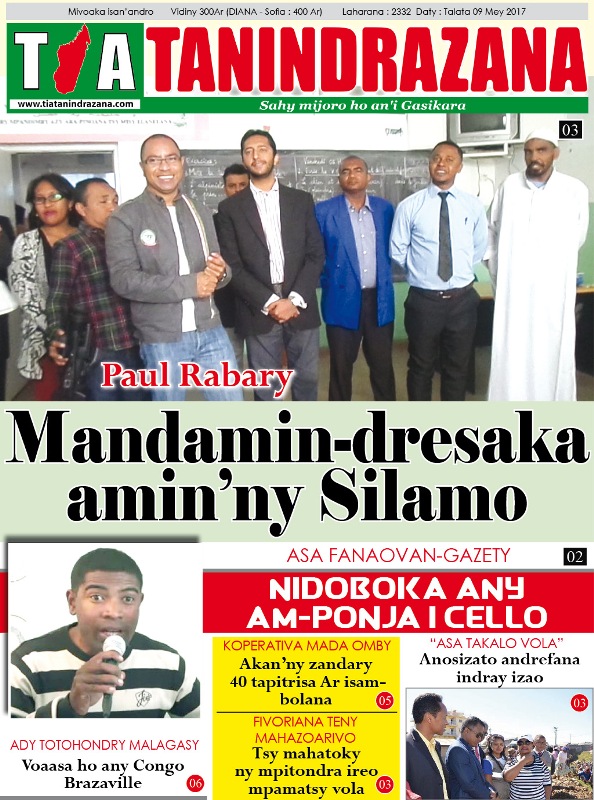 Mivoaka isan'andro Vidiny 300Ar (DIANA - Sofia : 400 Ar) Laharana : 2332 Daty : Talata 09 Mey 2017
TIA TANINDRAZANA
www.tiatanindrazana.com
Sahy mijoro ho an'i Gasikara
03
Paul Rabary
Mandamin-dresaka
amin'ny Silamo
ASA FANAOVAN-GAZETY
02
NIDOBOKA ANY
AM-PONJA I CELLO
KOPERATIVA MADA OMBY
Akan'ny zandary
40 tapitrisa Ar isam-
bolana
05
FIVORIANA TENY
MAHAZOARIVO
Tsy mahatoky
ny mpitondra ireo
mpamatsy vola
03
"ASA TAKALO VOLA"
Anosizato andrefana
indray izao
03
ADY TOTOHONDRY MALAGASY
Voaasa ho any Congo
Brazaville
06